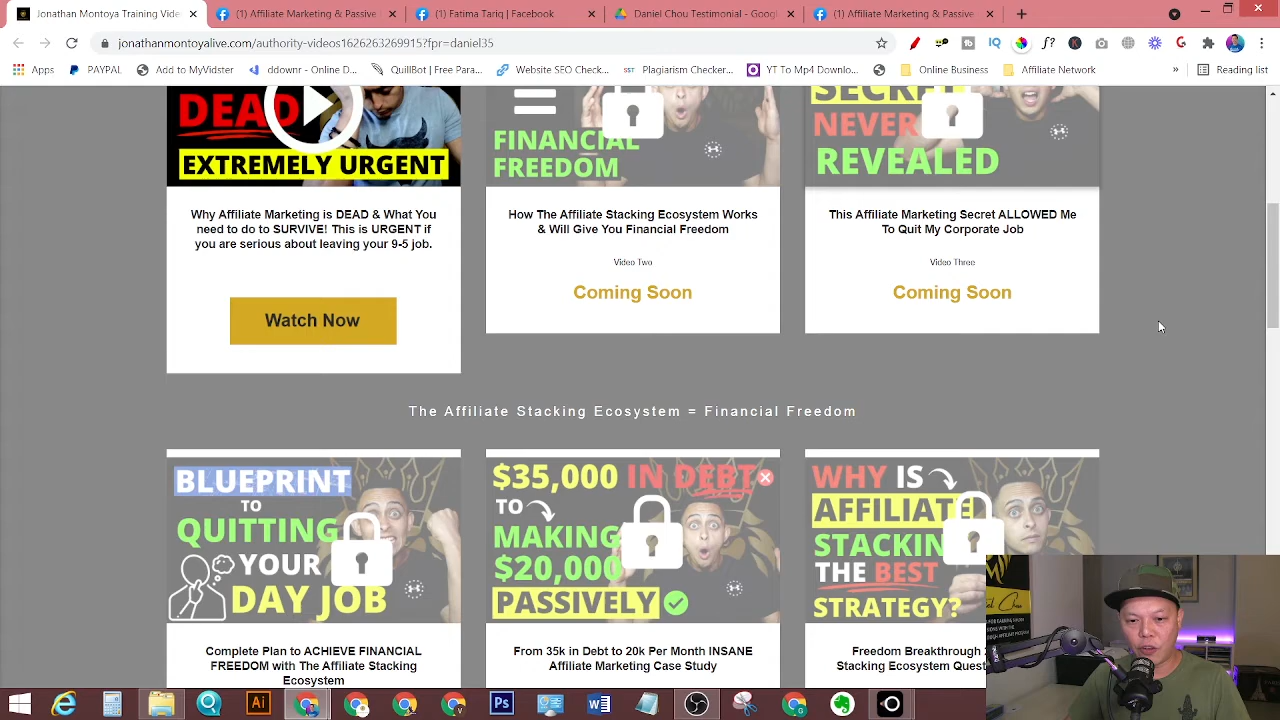 Jonathan Montoya Training Vide
(1) Affiliate Marketing & Passive
(1) Fatima Tariq | Facebook
Daniel Chou Testimonial - Googl
(1) Affiliate Marketing & Passive
jonathanmontoyalive.com/marketing-videos1626263269915?pr=daniel35
Apps
PAYPAL
Add to MyVidster
ddownr - Online D...
QuillBot | Free Para...
Website SEO Check...
Plagiarism Checker...
YT To Mp4 Downlo...
Online Business
Affiliate Network
»
Reading list
DEAD
EXTREMELY URGENT
FINANCIAL
FREEDOM
SECRET
NEVER
REVEALED
Why Affiliate Marketing is DEAD & What You
need to do to SURVIVE! This is URGENT if
you are serious about leaving your 9-5 job.
Watch Now
How The Affiliate Stacking Ecosystem Works
& Will Give You Financial Freedom
Video Two
Coming Soon
This Affiliate Marketing Secret ALLOWED Me
To Quit My Corporate Job
Video Three
Coming Soon
The Affiliate Stacking Ecosystem = Financial Freedom
BLUEPRINT
TO
QUITTING
YOUR
DAY JOB
$35,000 IN DEBT
TO
MAKING
$20,000
PASSIVELY
WHY IS
AFFILIATE
STACKIN
THE BEST
STRATEGY?
Complete Plan to ACHIEVE FINANCIAL
FREEDOM with The Affiliate Stacking
Ecosystem
From 35k in Debt to 20k Per Month INSANE
Affiliate Marketing Case Study
Freedom Breakthrough
Stacking Ecosystem Quest